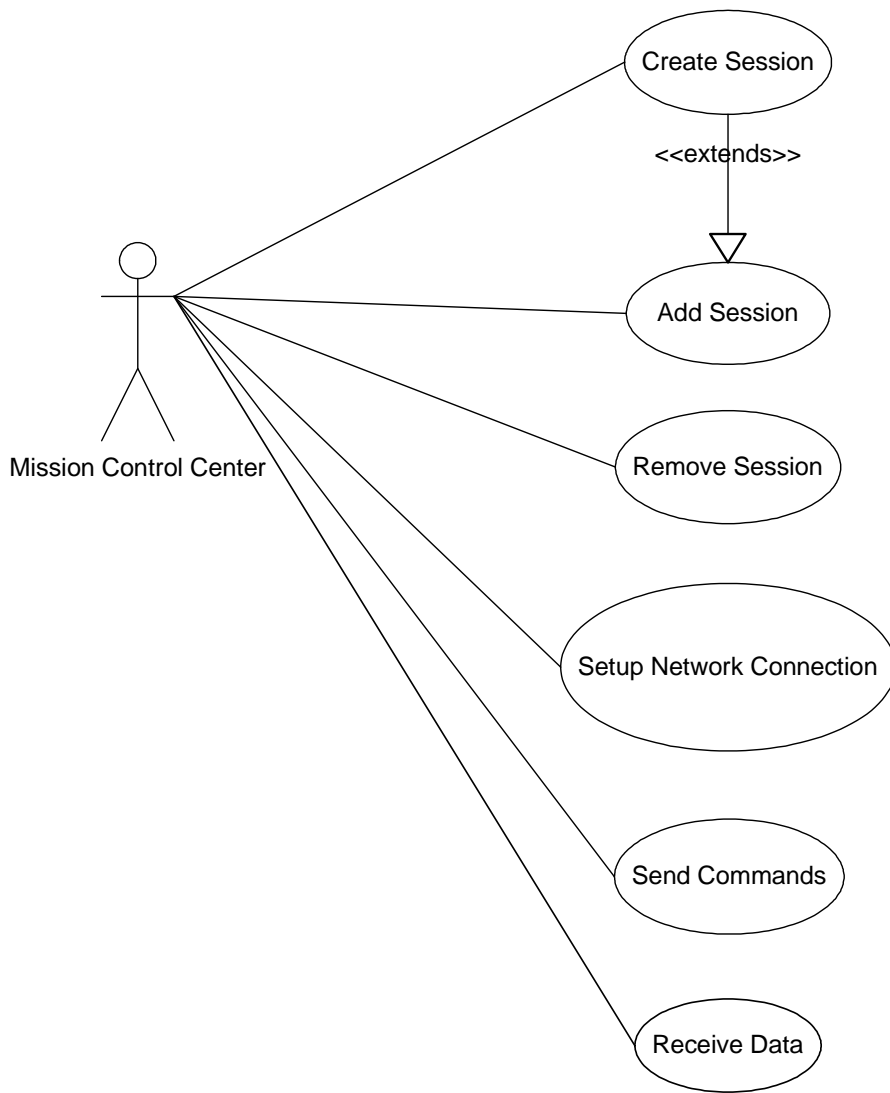 Create Session
<<extends>>
Add Session
Mission Control Center
Remove Session
Setup Network Connection
Send Commands
Receive Data